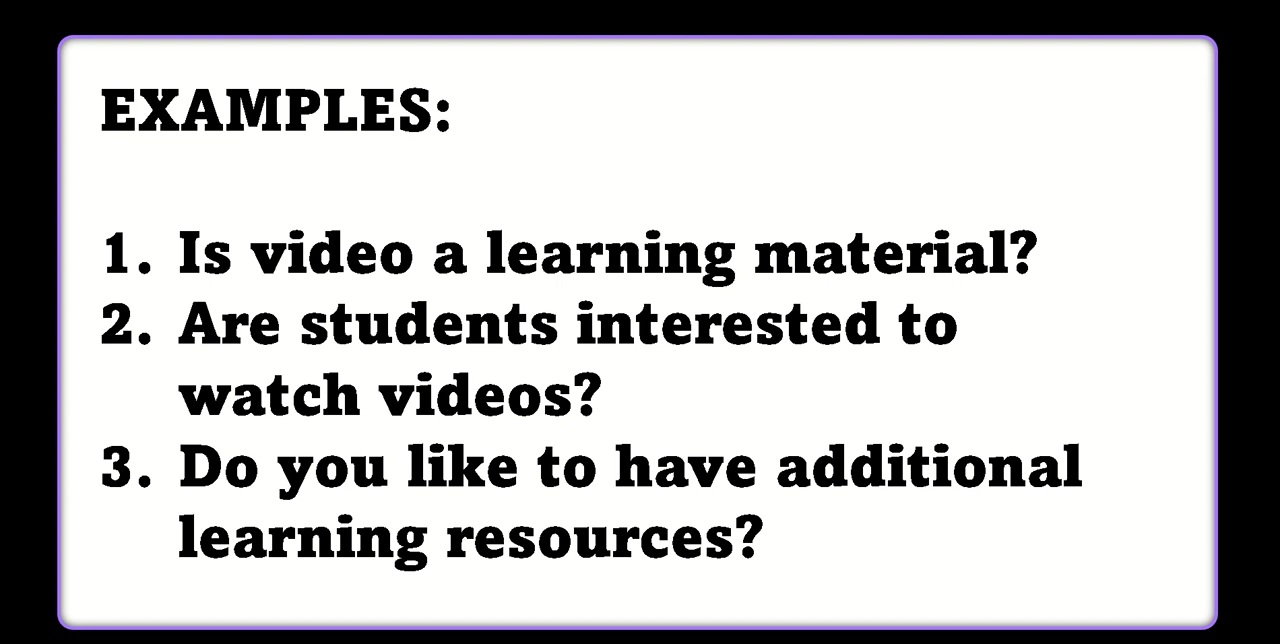 EXAMPLES:
1. Is video a learning material?
2. Are students interested to
watch videos?
3. Do you like to have additional
learning resources?